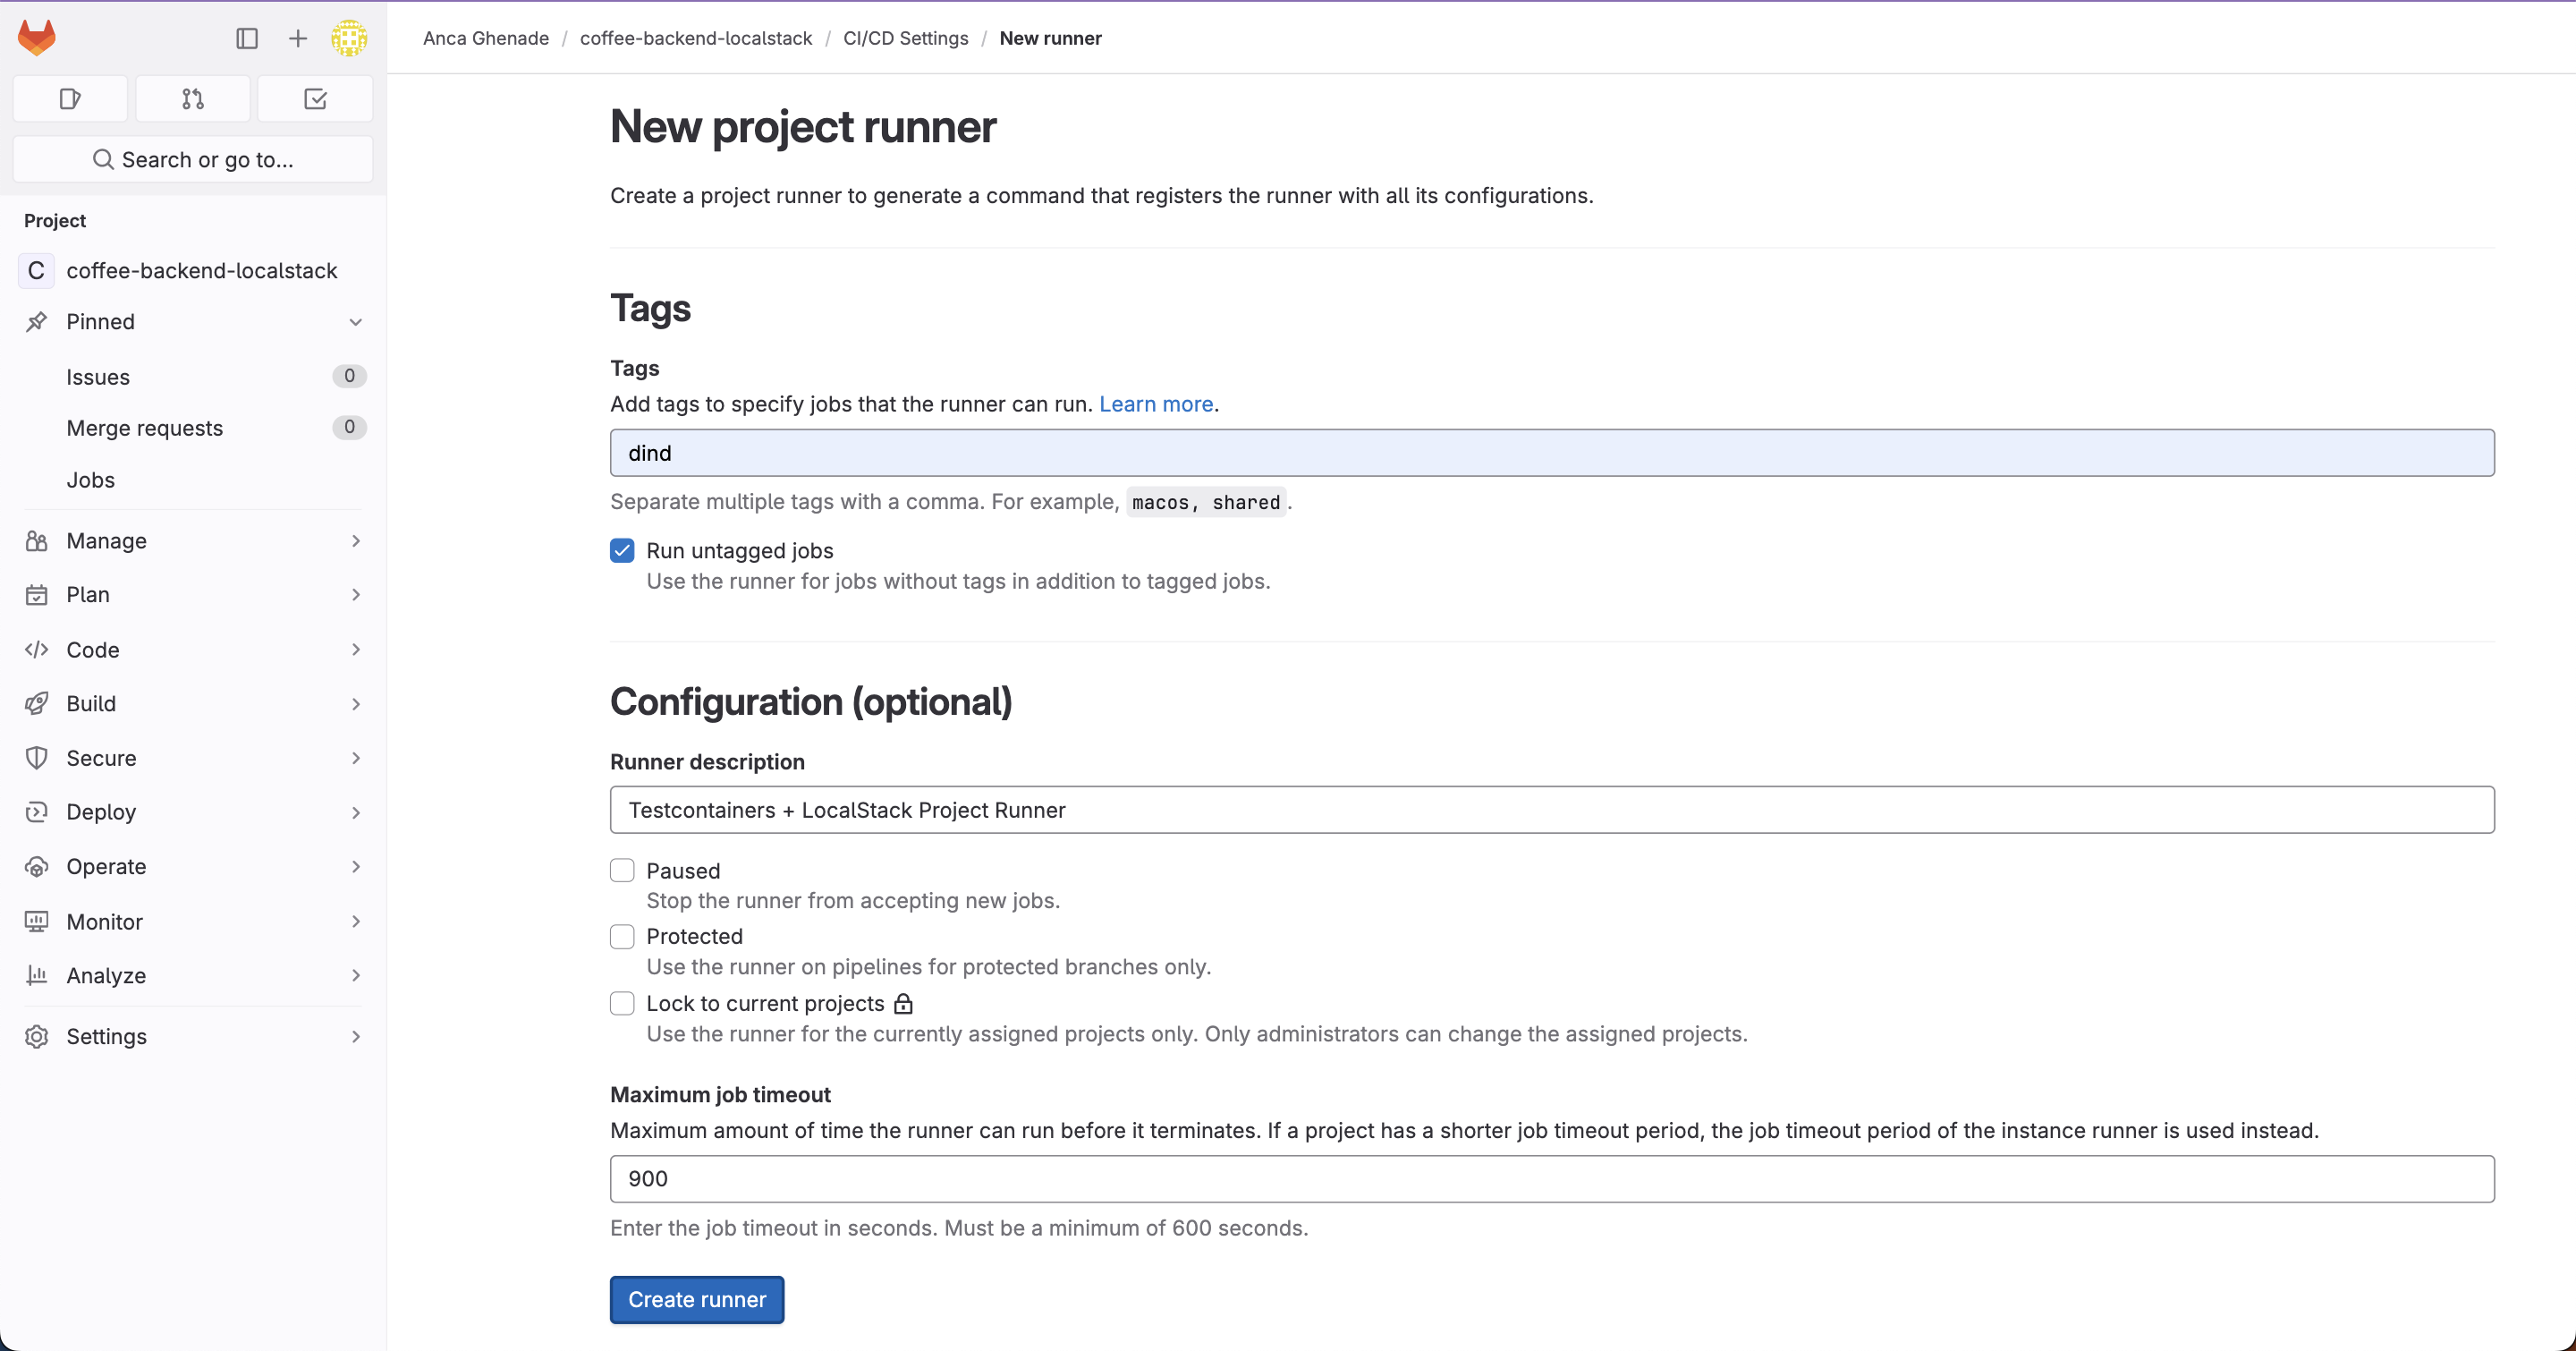 Anca Ghenade / coffee-backend-localstack / CI/CD Settings / New runner
Search or go to...
Project
C coffee-backend-localstack
Pinned
Issues 0
Merge requests 0
Jobs
Manage
Plan
Code
Build
Secure
Deploy
Operate
Monitor
Analyze
Settings
New project runner
Create a project runner to generate a command that registers the runner with all its configurations.
Tags
Tags
Add tags to specify jobs that the runner can run. Learn more.
dind
Separate multiple tags with a comma. For example, macos, shared.
Run untagged jobs
Use the runner for jobs without tags in addition to tagged jobs.
Configuration (optional)
Runner description
Testcontainers + LocalStack Project Runner
Paused
Stop the runner from accepting new jobs.
Protected
Use the runner on pipelines for protected branches only.
Lock to current projects
Use the runner for the currently assigned projects only. Only administrators can change the assigned projects.
Maximum job timeout
Maximum amount of time the runner can run before it terminates. If a project has a shorter job timeout period, the job timeout period of the instance runner is used instead.
900
Enter the job timeout in seconds. Must be a minimum of 600 seconds.
Create runner